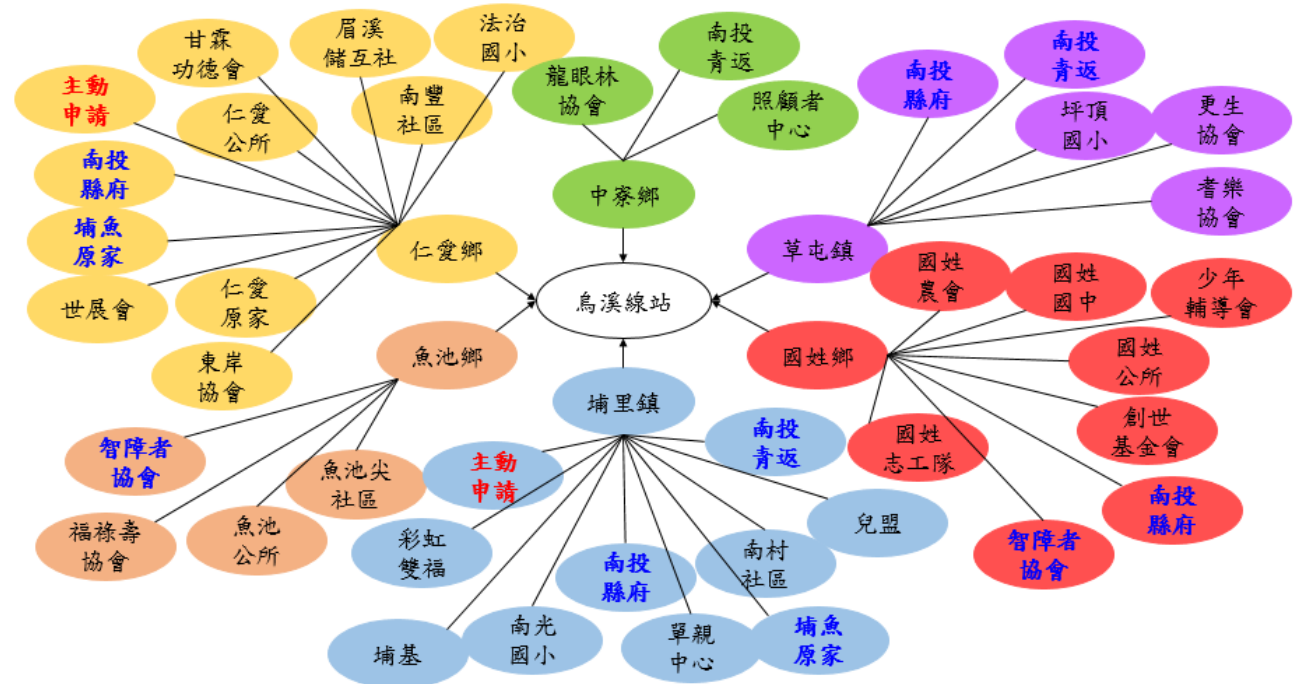 甘霖
功德會
眉溪
儲互社
法治
國小
主動
申請
仁愛
公所
南豐
社區
南投
縣府
埔魚
原家
世展會
仁愛
原家
東岸
協會
仁愛鄉
龍眼林
協會
南投
青返
照顧者
中心
中寮鄉
南投
縣府
南投
青返
坪頂
國小
更生
協會
耆樂
協會
草屯鎮
烏溪線站
魚池鄉
智障者
協會
福祿壽
協會
魚池
公所
魚池尖
社區
埔里鎮
主動
申請
彩虹
雙福
埔基
南光
國小
南投
縣府
單親
中心
埔魚
原家
南村
社區
兒盟
南投
青返
國姓鄉
國姓
農會
國姓
國中
少年
輔導會
國姓
公所
創世
基金會
南投
縣府
智障者
協會
國姓
志工隊